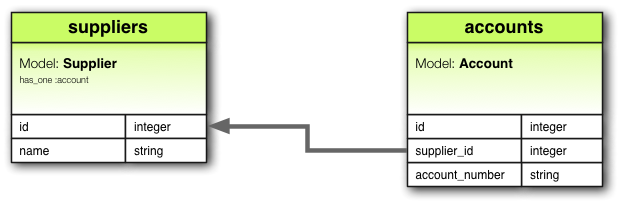 suppliers
Model: Supplier
has_one :account
id integer
name string
accounts
Model: Account
id integer
supplier_id integer
account_number string